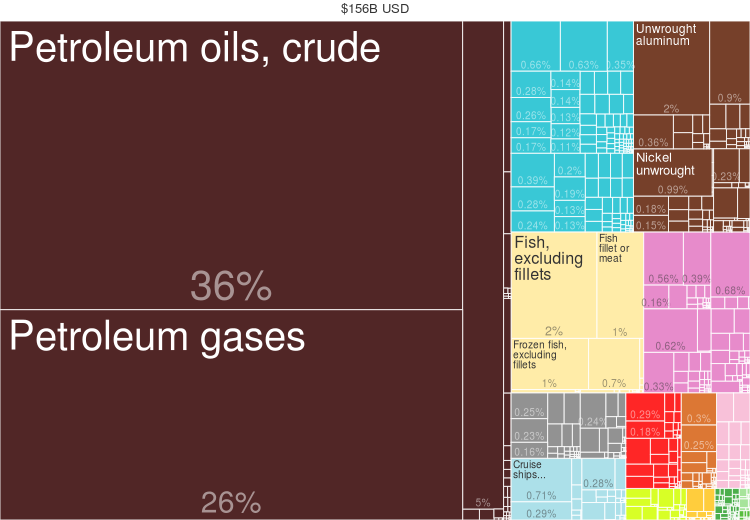 $156B USD
Petroleum oils, crude
36%
Petroleum gases
26%
5%
0.66%
0.63%
0.35%
0.28%
0.14%
0.14%
0.26%
0.13%
0.17%
0.12%
0.17%
0.11%
0.39%
0.2%
0.19%
0.28%
0.13%
0.24%
0.13%
Unwrought
aluminum
2%
0.9%
0.36%
Nickel
unwrought
0.99%
0.23%
0.18%
0.15%
Fish,
excluding
fillets
2%
Fish
fillet or
meat
1%
Frozen fish,
excluding
fillets
1%
0.7%
0.56%
0.39%
0.68%
0.16%
0.62%
0.33%
0.25%
0.24%
0.23%
0.16%
0.29%
0.18%
0.3%
0.25%
Cruise
ships...
0.71%
0.28%
0.29%